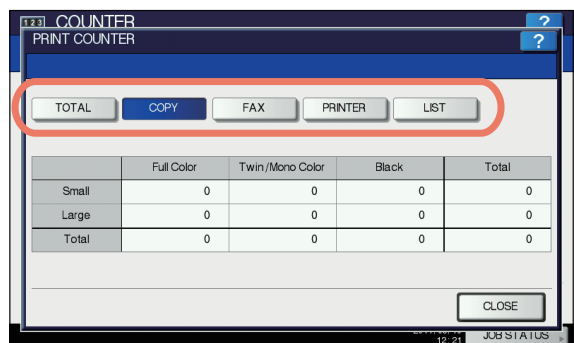 123 COUNTER ?
PRINT COUNTER ?
TOTAL COPY FAX PRINTER LIST
Full Color Twin/Mono Color Black Total
Small 0 0 0 0
Large 0 0 0 0
Total 0 0 0 0
CLOSE
12:21 JOB STATUS